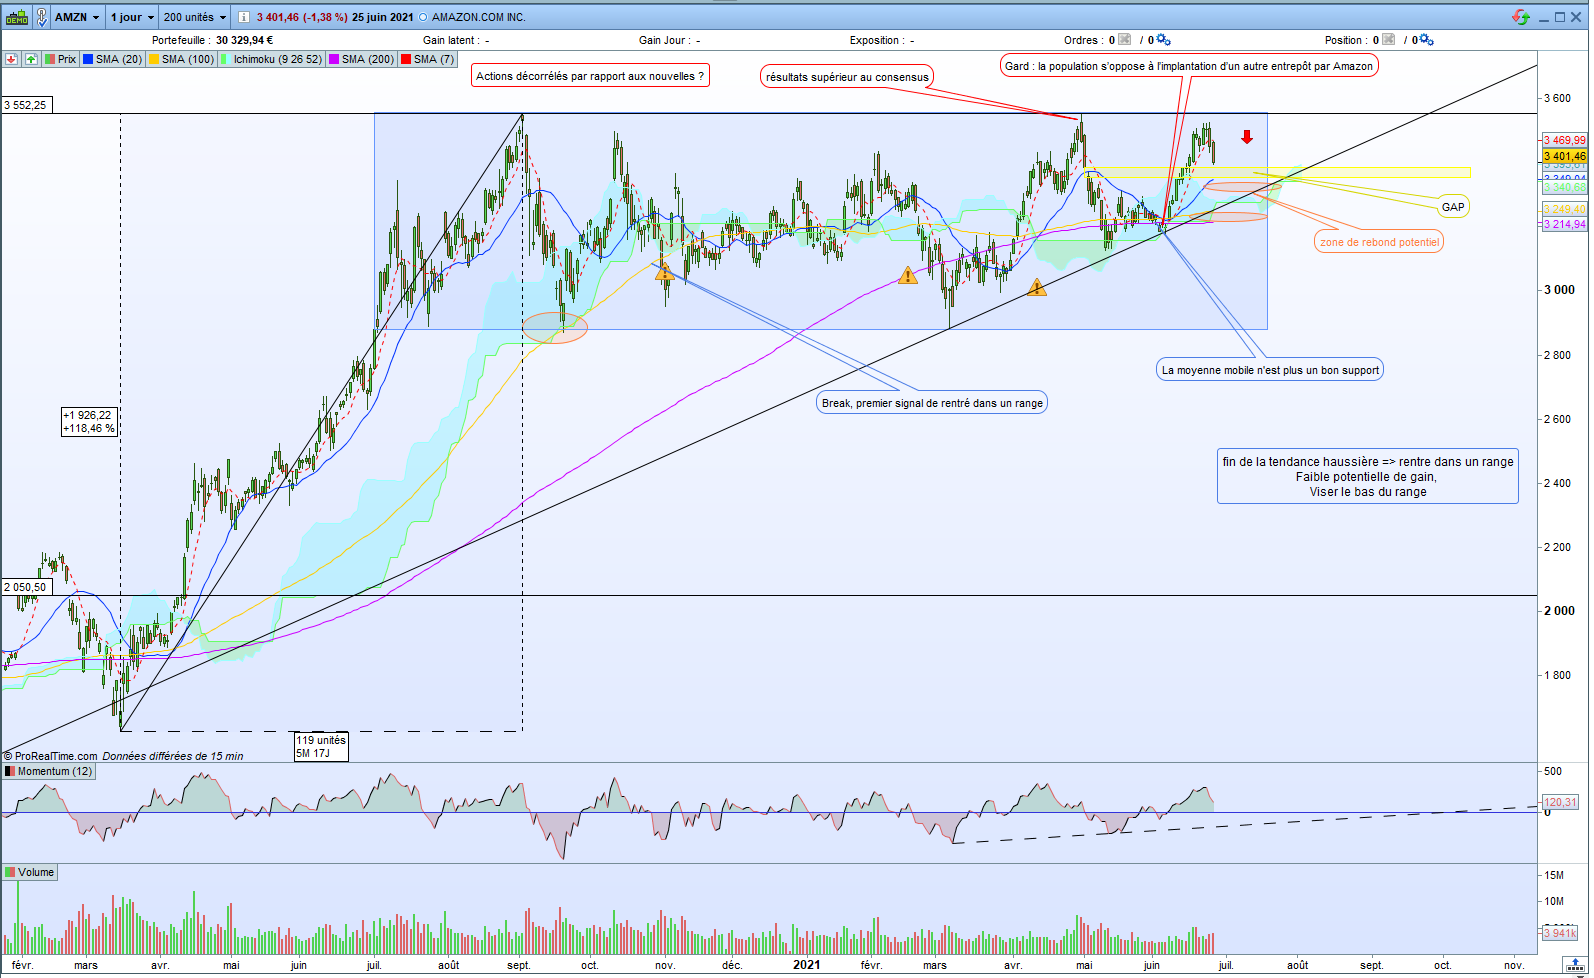 DEMO AMZN 1 jour 200 unités i 3 401,46 (-1,38 %) 25 juin 2021 AMAZON.COM INC.
Portefeuille : 30 329,94 € Gain latent : - Gain Jour : - Exposition : - Ordres : 0 / 0 Position : 0 / 0
Prix SMA (20) SMA (100) Ichimoku (9 26 52) SMA (200) SMA (7)
Actions décorrélés par rapport aux nouvelles ?
résultats supérieur au consensus
Gard : la population s'oppose à l'implantation d'un autre entrepôt par Amazon
3 552,25
3 600
3 469,99
3 401,46
3 340,68
3 249,40
3 214,94
GAP
zone de rebond potentiel
3 000
2 800
La moyenne mobile n'est plus un bon support
Break, premier signal de rentré dans un range
+1 926,22
+118,46 %
2 600
fin de la tendance haussière => rentre dans un range
Faible potentielle de gain,
Viser le bas du range
2 400
2 200
2 050,50
2 000
1 800
119 unités
5M 17J
© ProRealTime.com Données différées de 15 min
Momentum (12)
500
120,31
0
Volume
15M
10M
3 941k
févr. mars avr. mai juin juil. août sept. oct. nov. déc. 2021 févr. mars avr. mai juin juil. août sept. oct. nov.